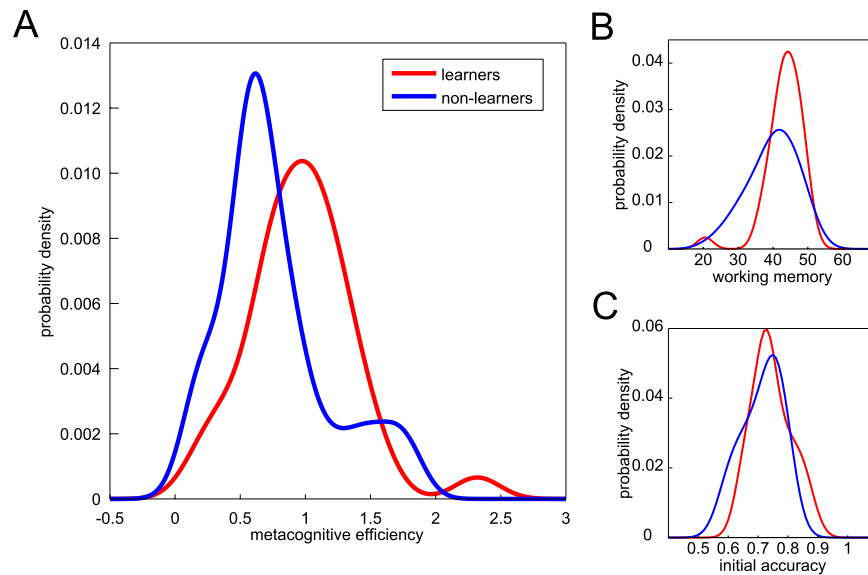 A
0.014
0.012
0.010
0.008
0.006
0.004
0.002
0
probability density
-0.5 0 0.5 1 1.5 2 2.5 3
metacognitive efficiency
learners
non-learners
B
0.04
0.03
0.02
0.01
0
probability density
20 30 40 50 60
working memory
C
0.06
0.04
0.02
0
probability density
0.5 0.6 0.7 0.8 0.9 1
initial accuracy